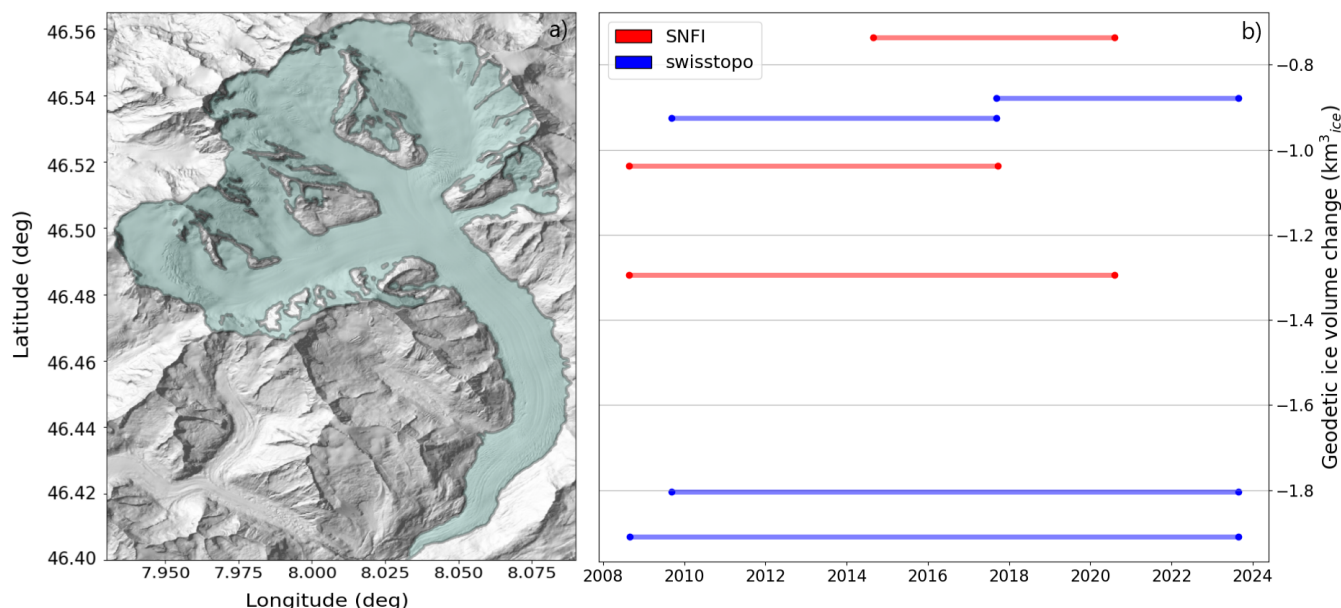 a)
46.56
46.54
46.52
46.50
46.48
46.46
46.44
46.42
46.40
Latitude (deg)
7.950 7.975 8.000 8.025 8.050 8.075
Longitude (deg)
b)
SNFI
swisstopo
−0.8
−1.0
−1.2
−1.4
−1.6
−1.8
Geodetic ice volume change (km³ᵢ꜀ₑ)
2008 2010 2012 2014 2016 2018 2020 2022 2024